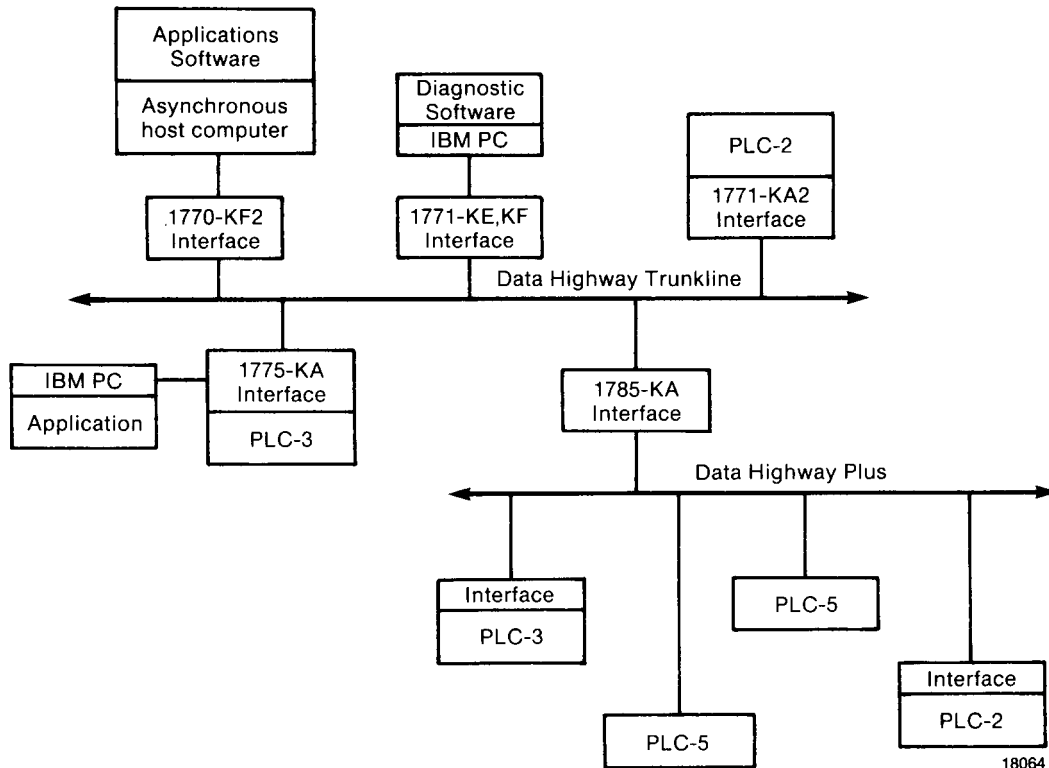 Applications
Software
Asynchronous
host computer
Diagnostic
Software
IBM PC
PLC-2
1771-KA2
Interface
1770-KF2
Interface
1771-KE,KF
Interface
Data Highway Trunkline
IBM PC
Application
1775-KA
Interface
PLC-3
1785-KA
Interface
Data Highway Plus
Interface
PLC-3
PLC-5
PLC-5
Interface
PLC-2
18064